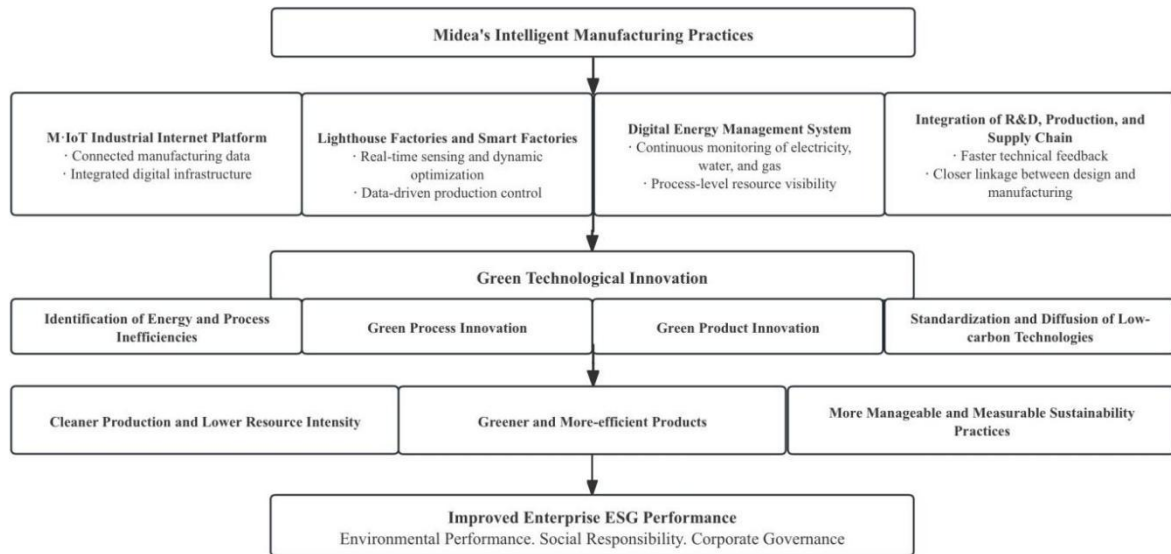 Midea's Intelligent Manufacturing Practices
M·IoT Industrial Internet Platform
· Connected manufacturing data
· Integrated digital infrastructure
Lighthouse Factories and Smart Factories
· Real-time sensing and dynamic
optimization
· Data-driven production control
Digital Energy Management System
· Continuous monitoring of electricity,
water, and gas
· Process-level resource visibility
Integration of R&D, Production, and
Supply Chain
· Faster technical feedback
· Closer linkage between design and
manufacturing
Green Technological Innovation
Identification of Energy and Process
Inefficiencies
Green Process Innovation
Green Product Innovation
Standardization and Diffusion of Low-
carbon Technologies
Cleaner Production and Lower Resource Intensity
Greener and More-efficient Products
More Manageable and Measurable Sustainability
Practices
Improved Enterprise ESG Performance
Environmental Performance. Social Responsibility. Corporate Governance